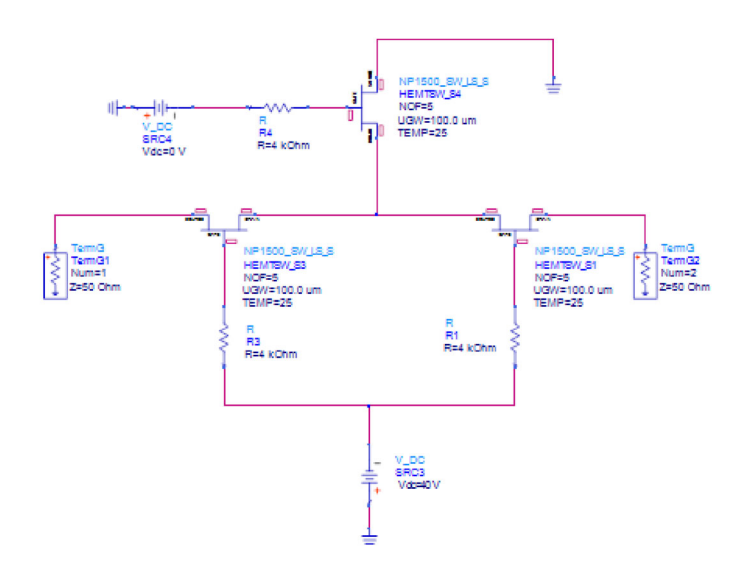 NP1500_SW_LS_S
HEMTSW_S4
NOF=5
UGW=100.0 um
TEMP=25
V_DC
SRC4
Vdc=0 V
R
R4
R=4 kOhm
TermG
TermG1
Num=1
Z=50 Ohm
NP1500_SW_LS_S
HEMTSW_S3
NOF=5
UGW=100.0 um
TEMP=25
NP1500_SW_LS_S
HEMTSW_S1
NOF=5
UGW=100.0 um
TEMP=25
TermG
TermG2
Num=2
Z=50 Ohm
R
R3
R=4 kOhm
R
R1
R=4 kOhm
V_DC
SRC3
Vdc=40 V